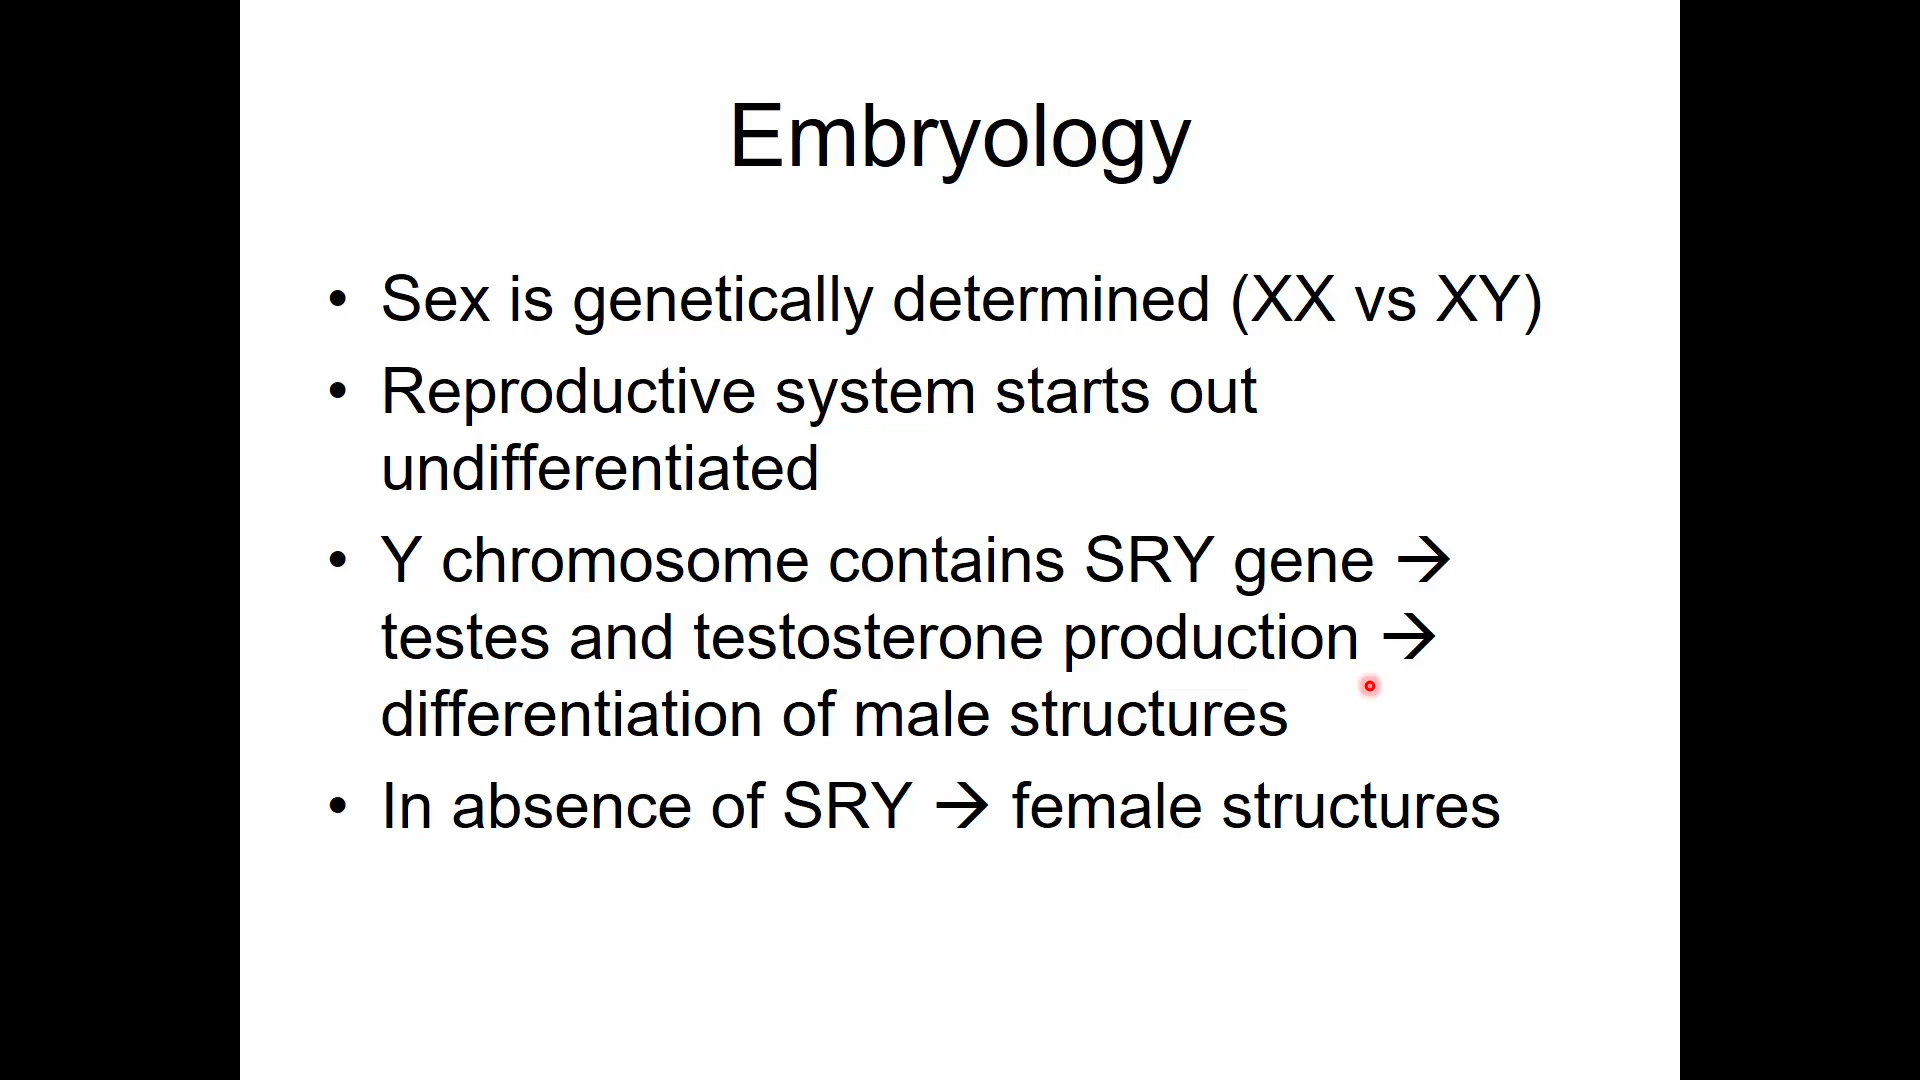 Embryology
• Sex is genetically determined (XX vs XY)
• Reproductive system starts out
undifferentiated
• Y chromosome contains SRY gene →
testes and testosterone production →
differentiation of male structures
• In absence of SRY → female structures